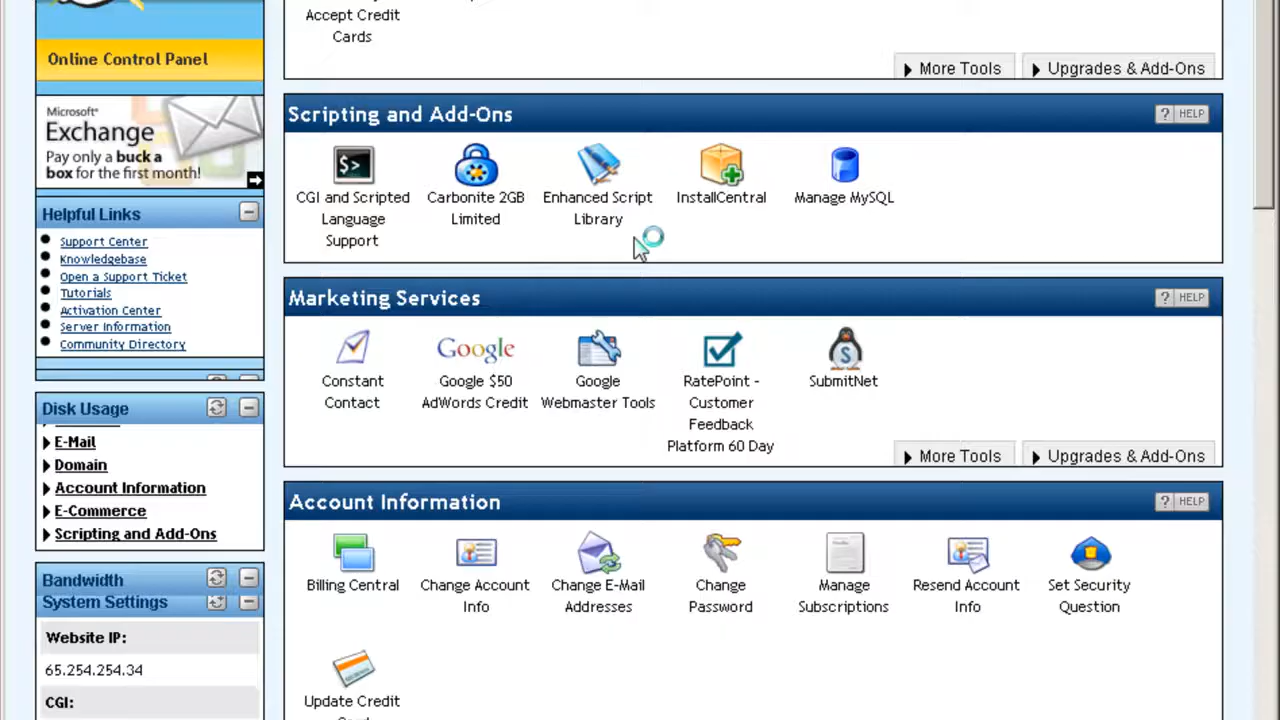 Accept Credit
Cards
More Tools
Upgrades & Add-Ons
Online Control Panel
Microsoft®
Exchange
Pay only a buck a
box for the first month!
Helpful Links
Support Center
Knowledgebase
Open a Support Ticket
Tutorials
Activation Center
Server Information
Community Directory
Disk Usage
E-Mail
Domain
Account Information
E-Commerce
Scripting and Add-Ons
Bandwidth
System Settings
Website IP:
65.254.254.34
CGI:
Scripting and Add-Ons
? HELP
$>
CGI and Scripted
Language
Support
Carbonite 2GB
Limited
Enhanced Script
Library
InstallCentral
Manage MySQL
Marketing Services
? HELP
Constant
Contact
Google
Google $50
AdWords Credit
Google
Webmaster Tools
RatePoint -
Customer
Feedback
Platform 60 Day
S
SubmitNet
More Tools
Upgrades & Add-Ons
Account Information
? HELP
Billing Central
Change Account
Info
Change E-Mail
Addresses
Change
Password
Manage
Subscriptions
Resend Account
Info
Set Security
Question
Update Credit